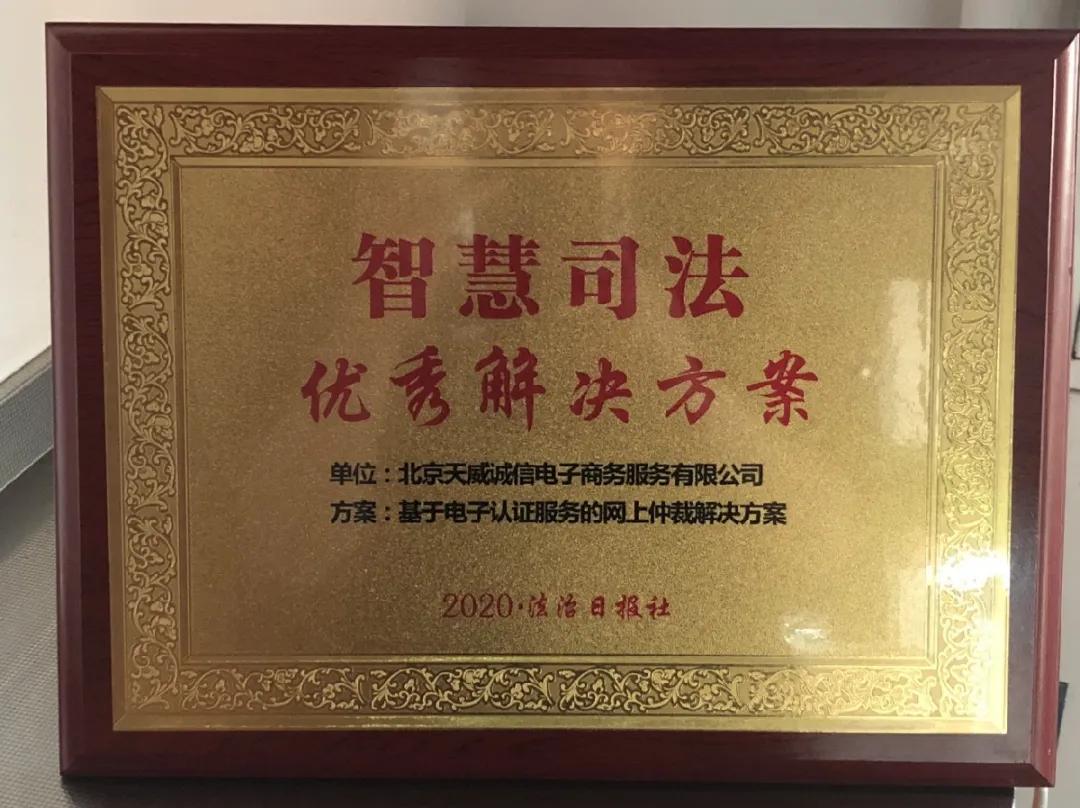 智慧司法
优秀解决方案
单位：北京天威诚信电子商务服务有限公司
方案：基于电子认证服务的网上仲裁解决方案
2020·法治日报社